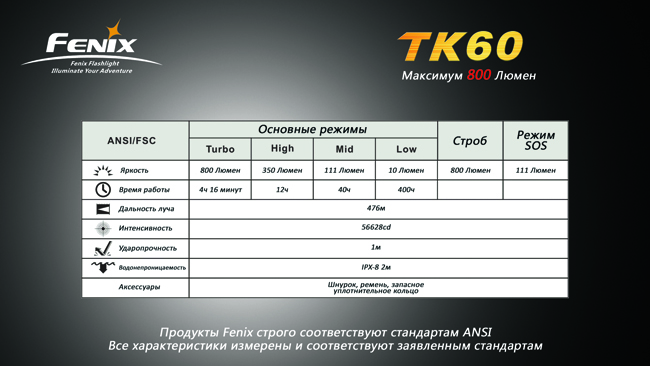 FENIX
Fenix Flashlight
Illuminate Your Adventure
TK60
Максимум 800 Люмен
ANSI/FSC
Основные режимы
Строб
Режим SOS
Turbo High Mid Low
Яркость 800 Люмен 350 Люмен 111 Люмен 10 Люмен 800 Люмен 111 Люмен
Время работы 4ч 16 минут 12ч 40ч 400ч
Дальность луча 476м
Интенсивность 56628cd
Ударопрочность 1м
Водонепроницаемость IPX-8 2м
Аксессуары Шнурок, ремень, запасное
уплотнительное кольцо
Продукты Fenix строго соответствуют стандартам ANSI
Все характеристики измерены и соответствуют заявленным стандартам